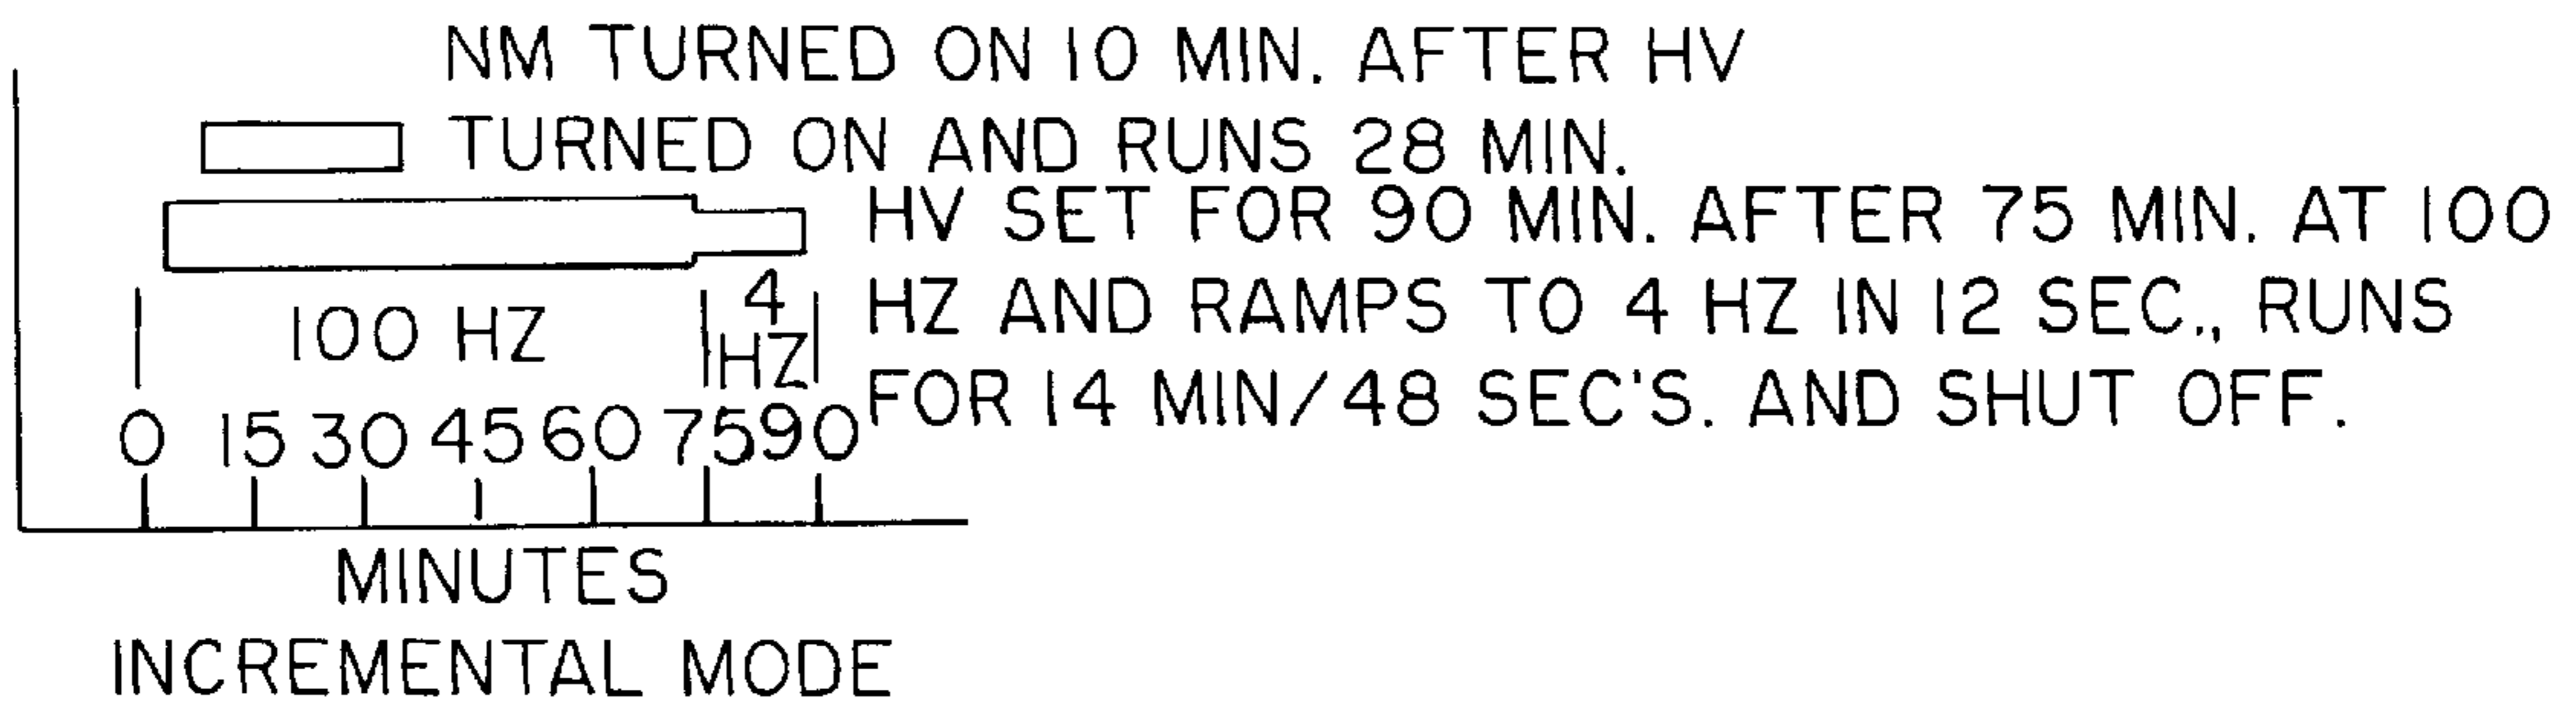 NM TURNED ON 10 MIN. AFTER HV
TURNED ON AND RUNS 28 MIN.
HV SET FOR 90 MIN. AFTER 75 MIN. AT 100
HZ AND RAMPS TO 4 HZ IN 12 SEC., RUNS
FOR 14 MIN/48 SEC'S. AND SHUT OFF.
100 HZ
4
HZ
0 15 30 45 60 75 90
MINUTES
INCREMENTAL MODE